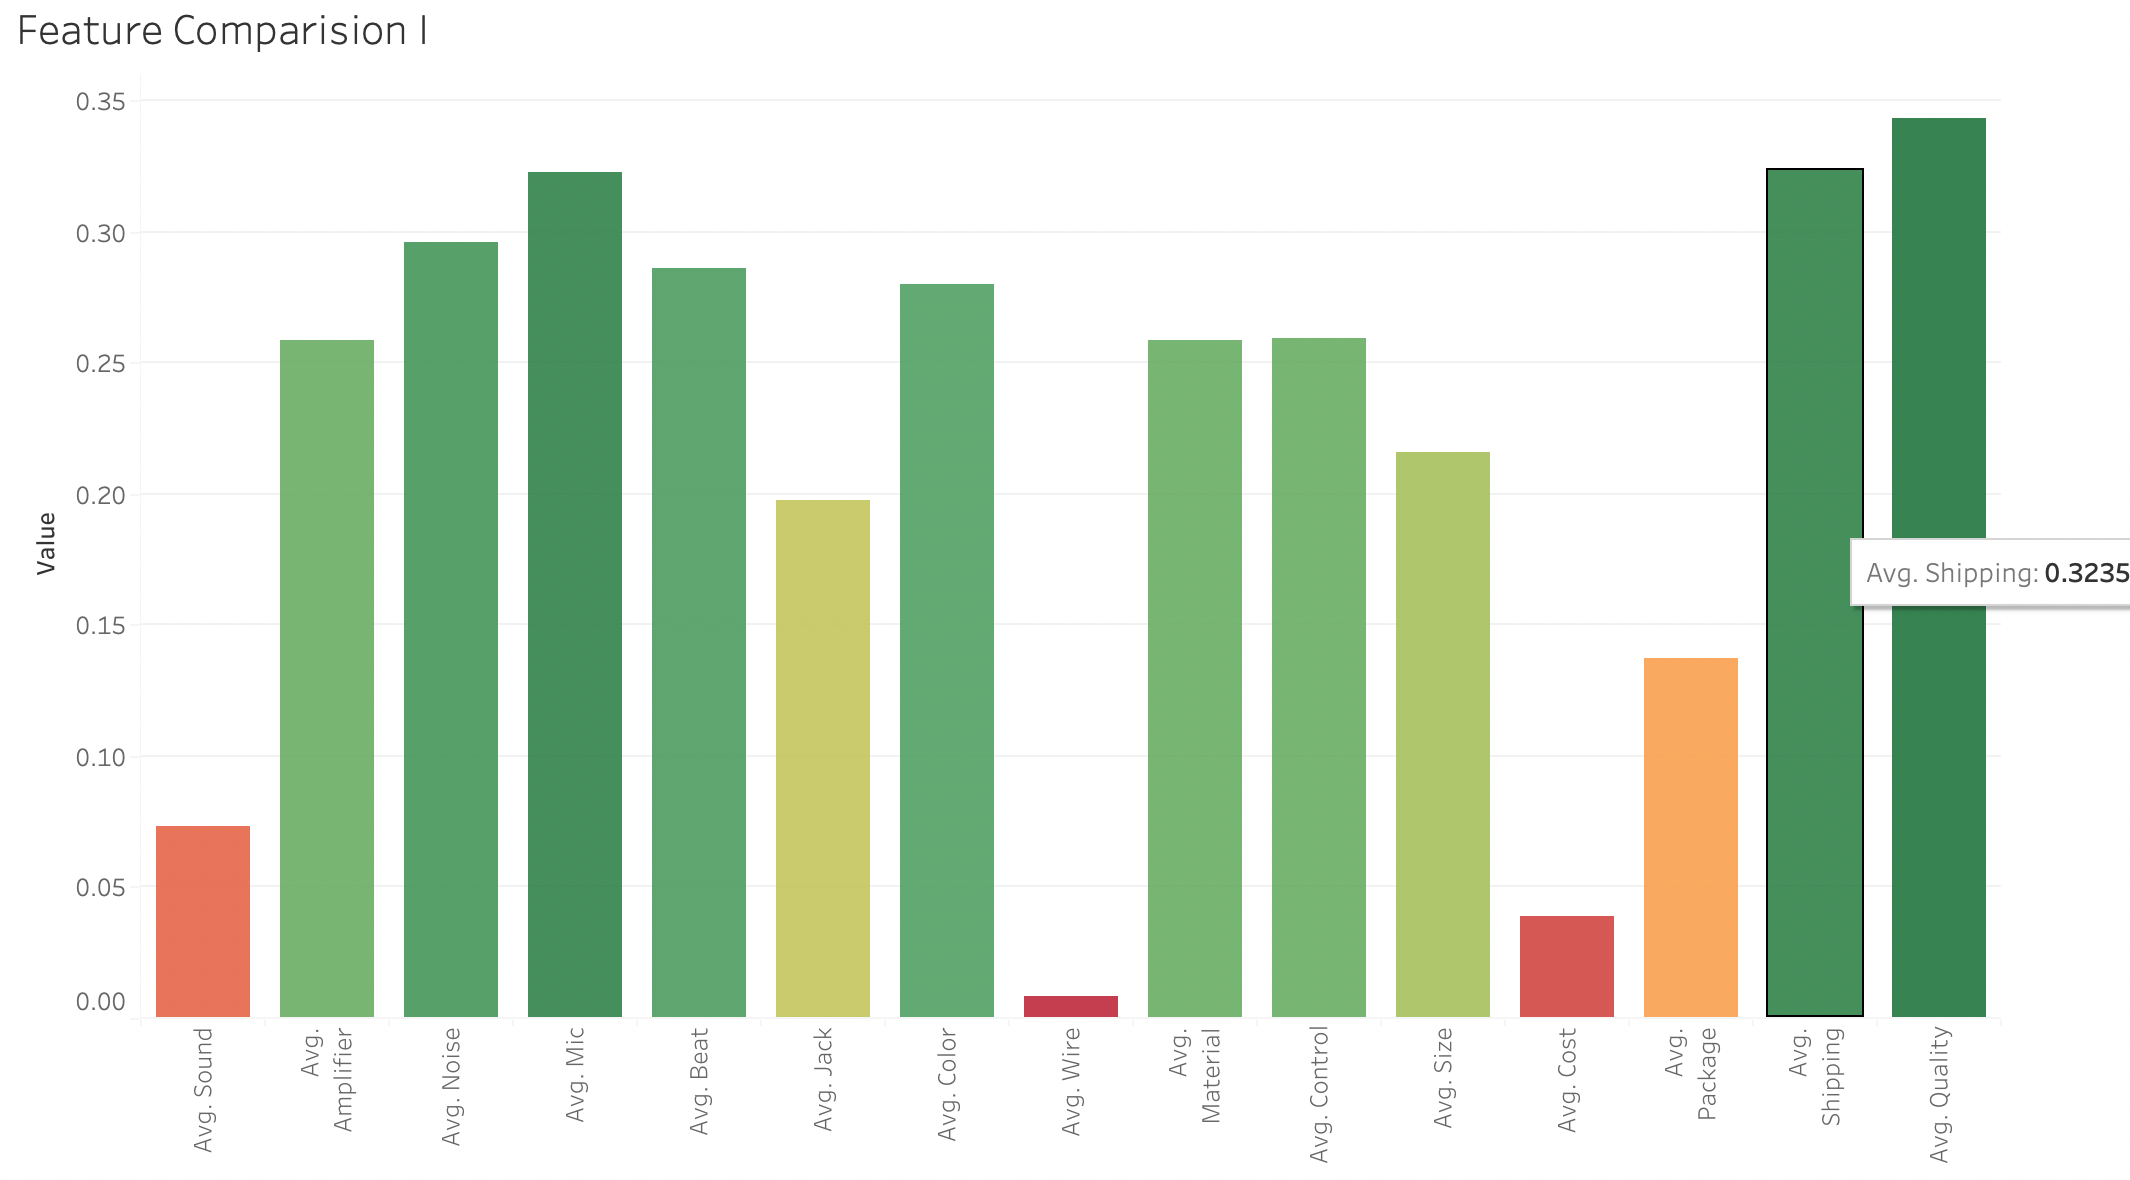 Feature Comparision I
0.35
0.30
0.25
0.20
0.15
0.10
0.05
0.00
Value
Avg. Shipping: 0.3235
Avg. Sound
Avg.
Amplifier
Avg. Noise
Avg. Mic
Avg. Beat
Avg. Jack
Avg. Color
Avg. Wire
Avg.
Material
Avg. Control
Avg. Size
Avg. Cost
Avg.
Package
Avg.
Shipping
Avg. Quality